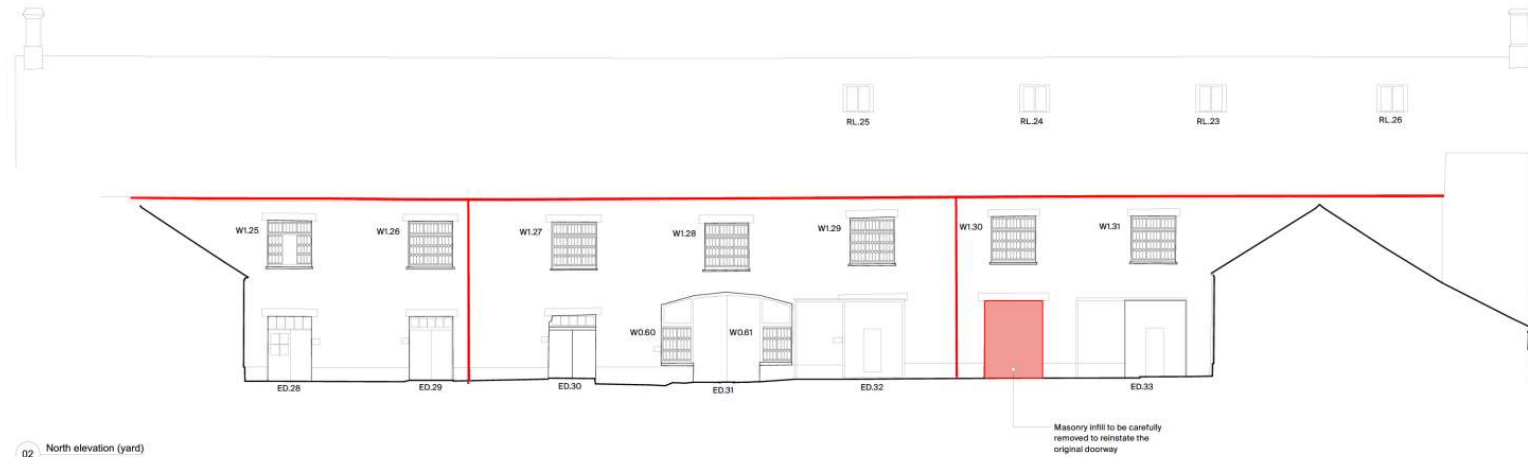 RL.25
RL.24
RL.23
RL.26
W1.25
W1.26
W1.27
W1.28
W1.29
W1.30
W1.31
W0.60
W0.61
ED.28
ED.29
ED.30
ED.31
ED.32
ED.33
Masonry infill to be carefully
removed to reinstate the
original doorway
02 North elevation (yard)